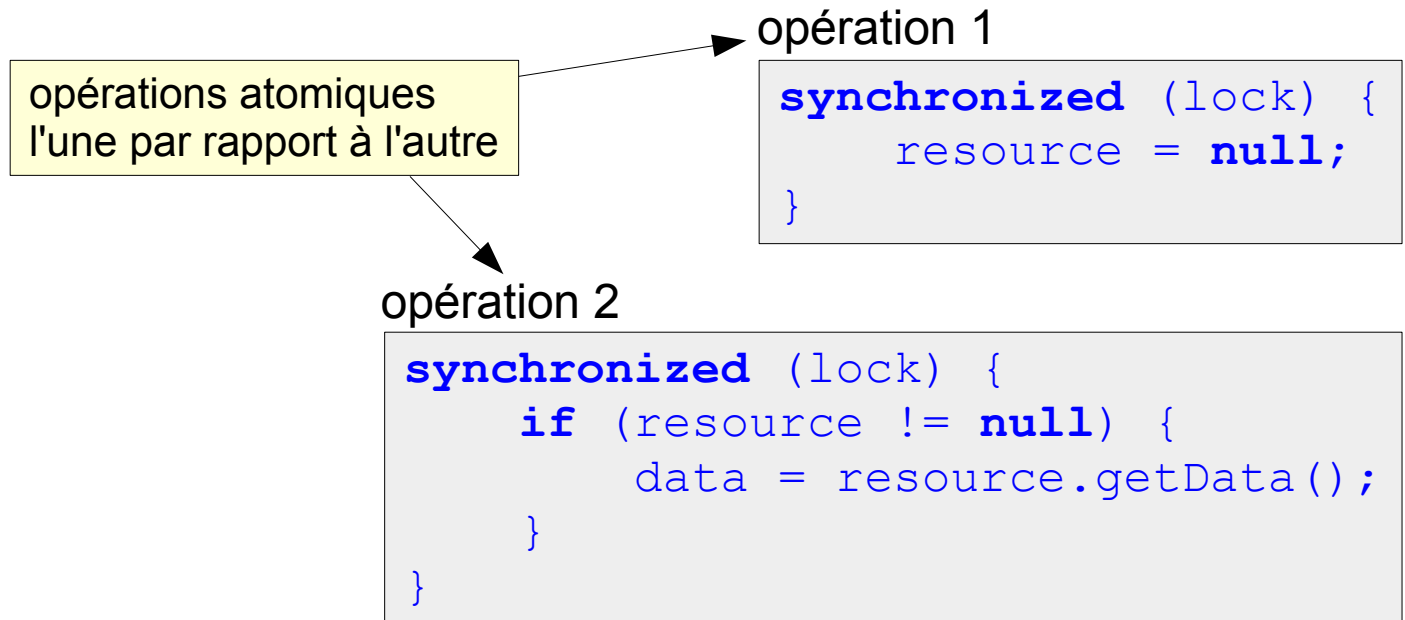 opérations atomiques
l'une par rapport à l'autre
opération 1
synchronized (lock) {
    resource = null;
}
opération 2
synchronized (lock) {
    if (resource != null) {
        data = resource.getData();
    }
}